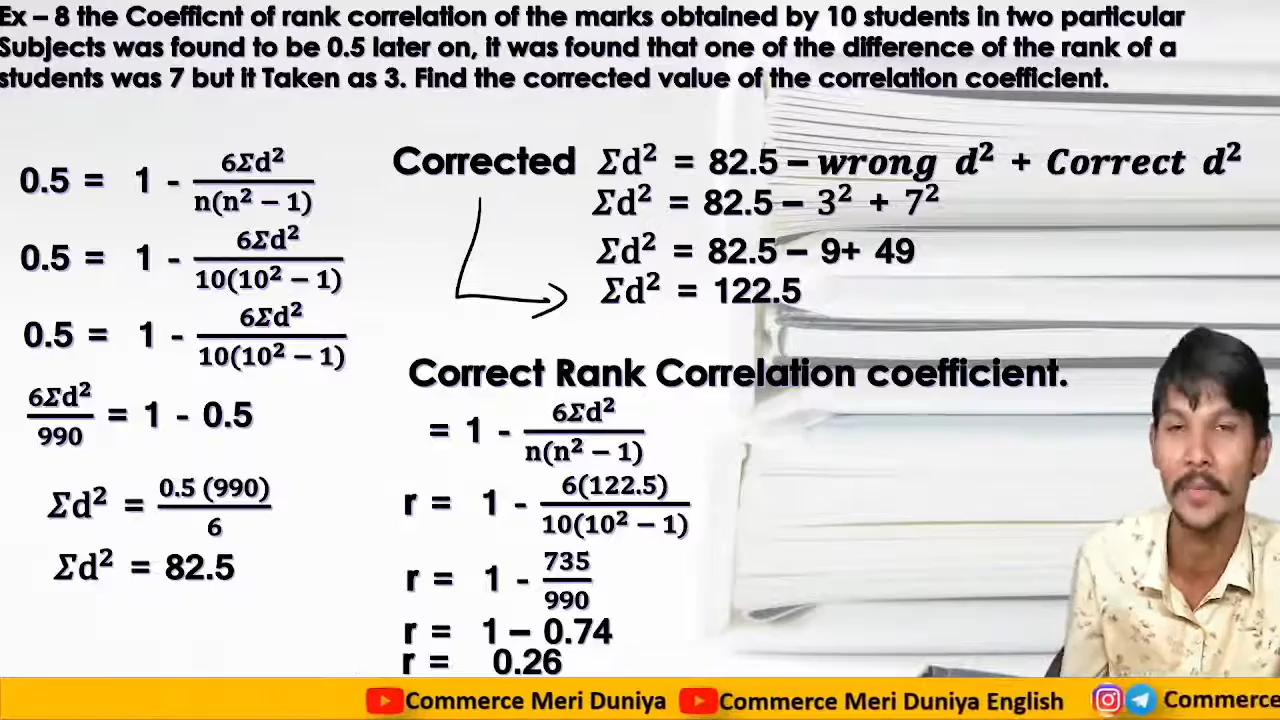 Ex – 8 the Coefficnt of rank correlation of the marks obtained by 10 students in two particular
Subjects was found to be 0.5 later on, it was found that one of the difference of the rank of a
students was 7 but it Taken as 3. Find the corrected value of the correlation coefficient.
0.5 = 1 - 6Σd²/n(n² − 1)
0.5 = 1 - 6Σd²/10(10² − 1)
0.5 = 1 - 6Σd²/10(10² − 1)
6Σd²/990 = 1 - 0.5
Σd² = 0.5 (990)/6
Σd² = 82.5
Corrected Σd² = 82.5 – wrong d² + Correct d²
Σd² = 82.5 – 3² + 7²
Σd² = 82.5 – 9+ 49
Σd² = 122.5
Correct Rank Correlation coefficient.
= 1 - 6Σd²/n(n² − 1)
r = 1 - 6(122.5)/10(10² − 1)
r = 1 - 735/990
r = 1 – 0.74
r = 0.26
Commerce Meri Duniya Commerce Meri Duniya English Commerce